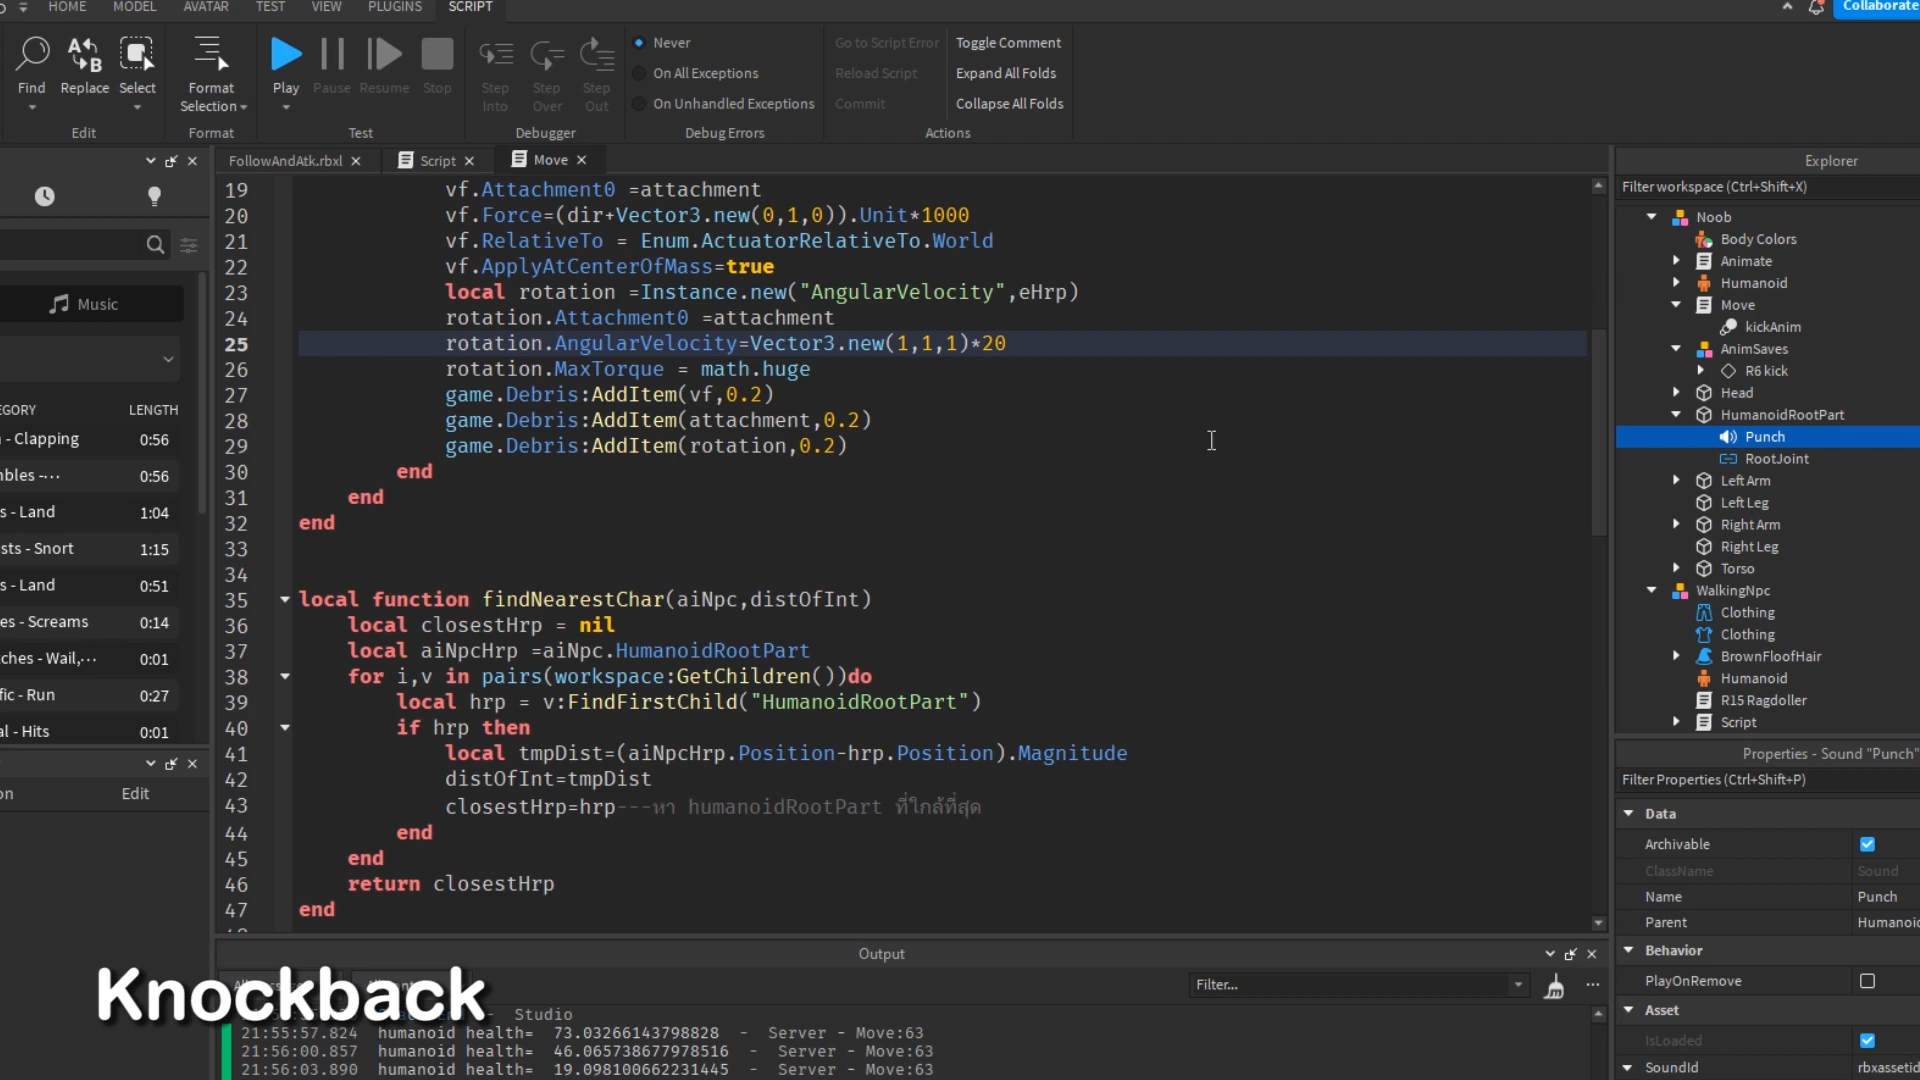 HOME MODEL AVATAR TEST VIEW PLUGINS SCRIPT
Collaborate
Find Replace Select Format Selection Play Pause Resume Stop Step Into Step Over Step Out
Never
On All Exceptions
On Unhandled Exceptions
Go to Script Error
Reload Script
Commit
Toggle Comment
Expand All Folds
Collapse All Folds
Edit Format Test Debugger Debug Errors Actions
FollowAndAtk.rbxl Script Move
Music
EGORY LENGTH
- Clapping 0:56
mbles -... 0:56
s - Land 1:04
sts - Snort 1:15
s - Land 0:51
es - Screams 0:14
ches - Wail,... 0:01
fic - Run 0:27
al - Hits 0:01
on Edit
19 vf.Attachment0 =attachment
20 vf.Force=(dir+Vector3.new(0,1,0)).Unit*1000
21 vf.RelativeTo = Enum.ActuatorRelativeTo.World
22 vf.ApplyAtCenterOfMass=true
23 local rotation =Instance.new("AngularVelocity",eHrp)
24 rotation.Attachment0 =attachment
25 rotation.AngularVelocity=Vector3.new(1,1,1)*20
26 rotation.MaxTorque = math.huge
27 game.Debris:AddItem(vf,0.2)
28 game.Debris:AddItem(attachment,0.2)
29 game.Debris:AddItem(rotation,0.2)
30 end
31 end
32 end
33
34
35 local function findNearestChar(aiNpc,distOfInt)
36 local closestHrp = nil
37 local aiNpcHrp =aiNpc.HumanoidRootPart
38 for i,v in pairs(workspace:GetChildren())do
39 local hrp = v:FindFirstChild("HumanoidRootPart")
40 if hrp then
41 local tmpDist=(aiNpcHrp.Position-hrp.Position).Magnitude
42 distOfInt=tmpDist
43 closestHrp=hrp---หา humanoidRootPart ที่ใกล้ที่สุด
44 end
45 end
46 return closestHrp
47 end
Output
Filter...
Knockback
- Studio
21:55:57.824 humanoid health= 73.03266143798828 - Server - Move:63
21:56:00.857 humanoid health= 46.065738677978516 - Server - Move:63
21:56:03.890 humanoid health= 19.098100662231445 - Server - Move:63
Explorer
Filter workspace (Ctrl+Shift+X)
Noob
Body Colors
Animate
Humanoid
Move
kickAnim
AnimSaves
R6 kick
Head
HumanoidRootPart
Punch
RootJoint
Left Arm
Left Leg
Right Arm
Right Leg
Torso
WalkingNpc
Clothing
Clothing
BrownFloofHair
Humanoid
R15 Ragdoller
Script
Properties - Sound "Punch"
Filter Properties (Ctrl+Shift+P)
Data
Archivable
ClassName Sound
Name Punch
Parent Humanoid
Behavior
PlayOnRemove
Asset
IsLoaded
SoundId rbxassetid